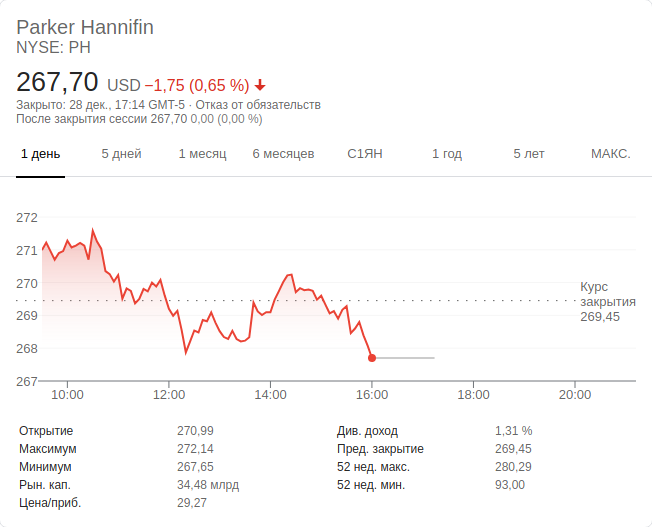 Parker Hannifin
NYSE: PH
267,70 USD −1,75 (0,65 %)
Закрыто: 28 дек., 17:14 GMT-5 · Отказ от обязательств
После закрытия сессии 267,70 0,00 (0,00 %)
1 день 5 дней 1 месяц 6 месяцев С1ЯН 1 год 5 лет МАКС.
272
271
270
269
268
267
Курс
закрытия
269,45
10:00 12:00 14:00 16:00 18:00 20:00
Открытие 270,99 Див. доход 1,31 %
Максимум 272,14 Пред. закрытие 269,45
Минимум 267,65 52 нед. макс. 280,29
Рын. кап. 34,48 млрд 52 нед. мин. 93,00
Цена/приб. 29,27